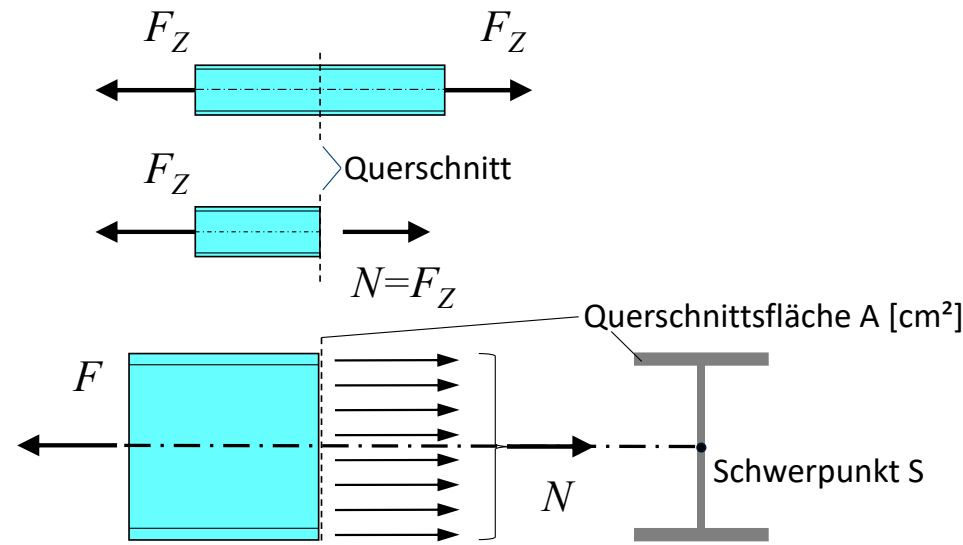 F_Z F_Z
Querschnitt
F_Z
N=F_Z
Querschnittsfläche A [cm²]
F
Schwerpunkt S
N